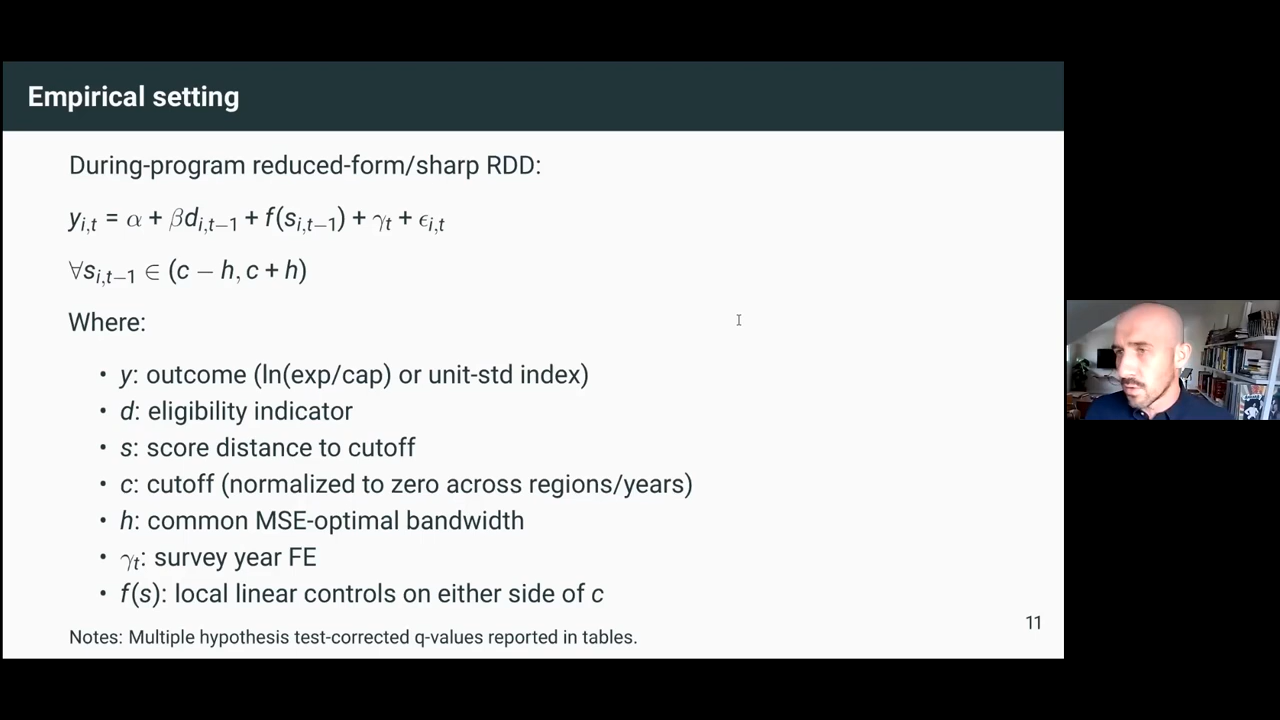 Empirical setting
During-program reduced-form/sharp RDD:
y_{i,t} = α + βd_{i,t−1} + f(s_{i,t−1}) + γ_t + ϵ_{i,t}
∀s_{i,t−1} ∈ (c − h, c + h)
Where:
• y: outcome (ln(exp/cap) or unit-std index)
• d: eligibility indicator
• s: score distance to cutoff
• c: cutoff (normalized to zero across regions/years)
• h: common MSE-optimal bandwidth
• γ_t: survey year FE
• f(s): local linear controls on either side of c
Notes: Multiple hypothesis test-corrected q-values reported in tables.
11